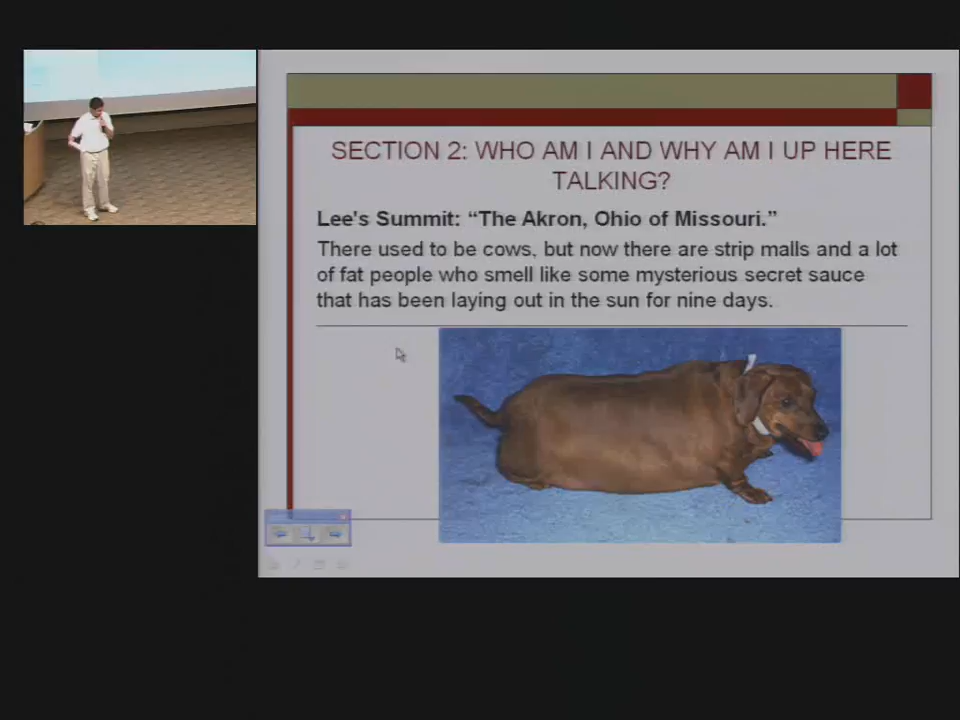 SECTION 2: WHO AM I AND WHY AM I UP HERE
TALKING?
Lee's Summit: “The Akron, Ohio of Missouri.”
There used to be cows, but now there are strip malls and a lot
of fat people who smell like some mysterious secret sauce
that has been laying out in the sun for nine days.